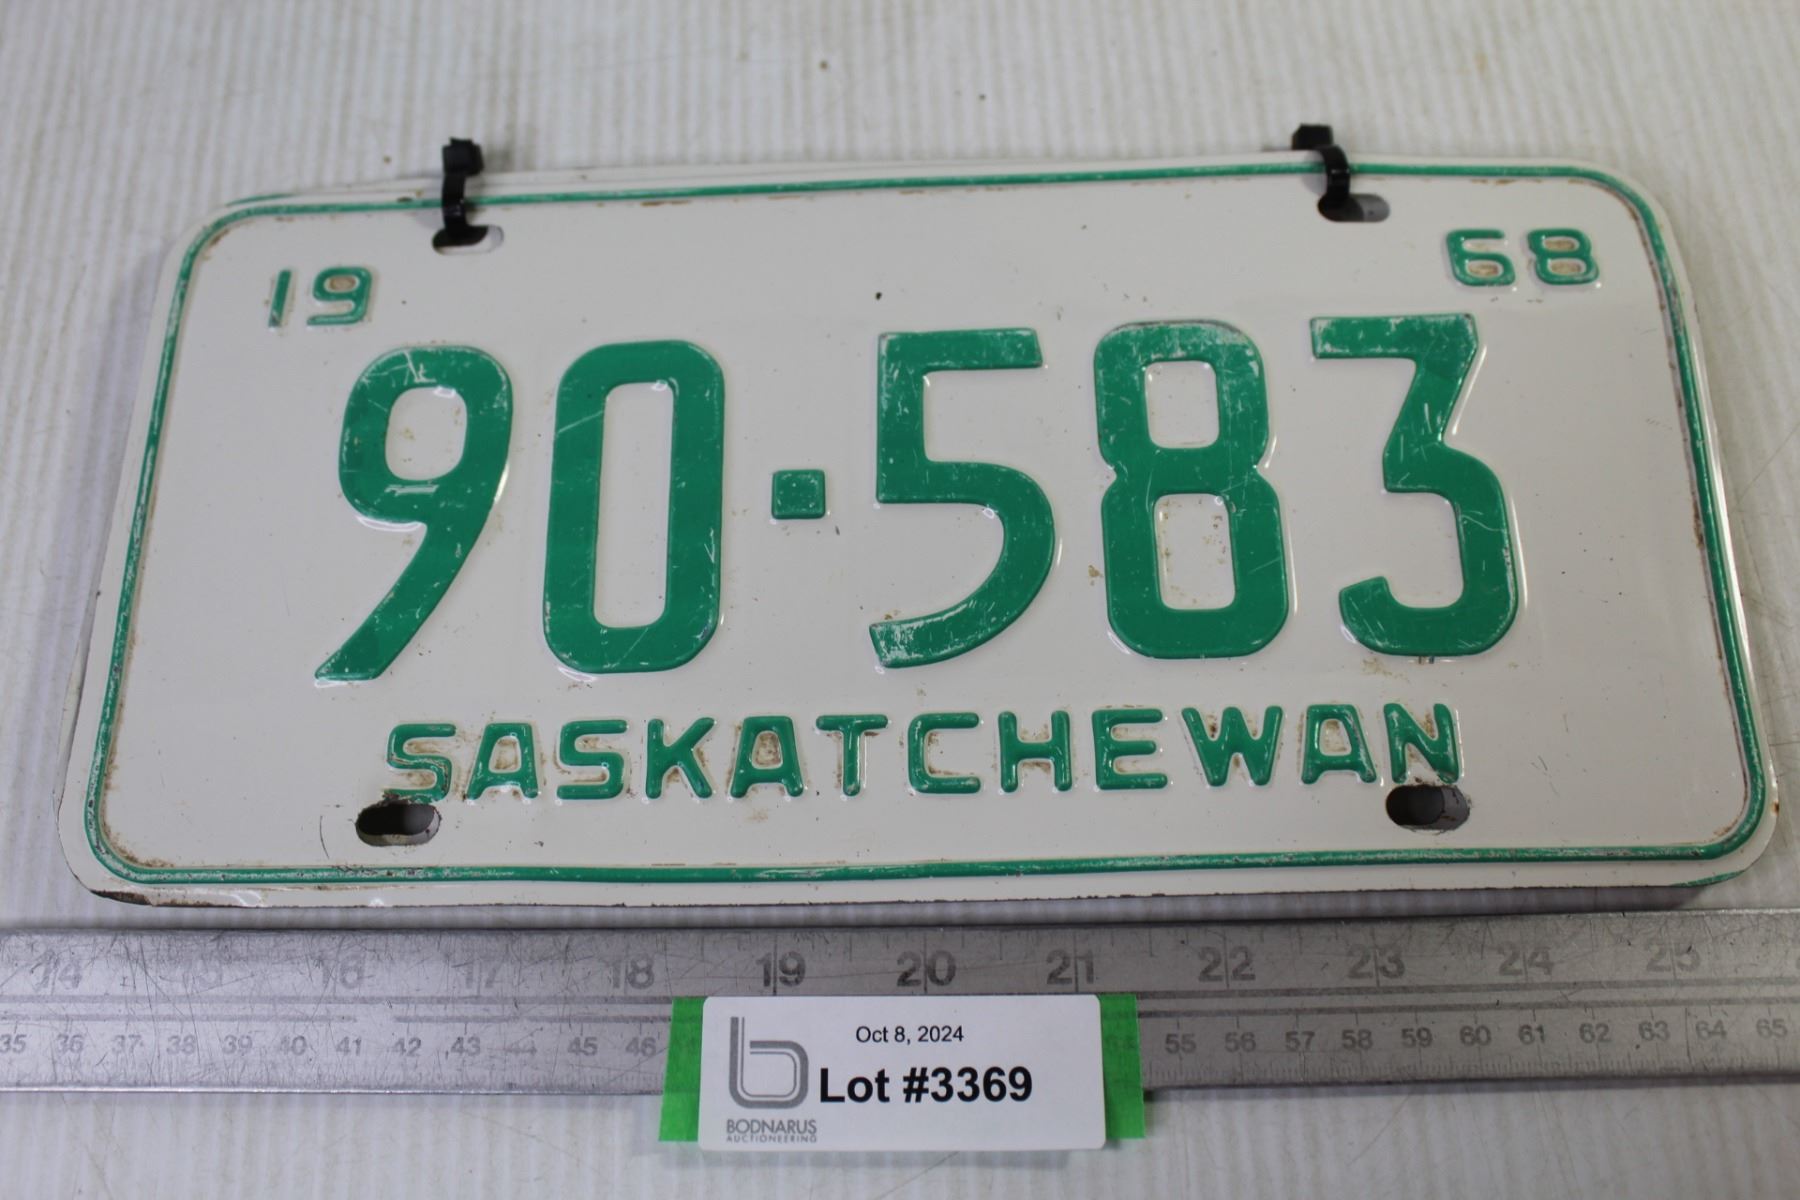 19 68
90·583
SASKATCHEWAN
14 15 16 17 18 19 20 21 22 23 24 25
35 36 37 38 39 40 41 42 43 44 45 46 55 56 57 58 59 60 61 62 63 64 65
Oct 8, 2024
b Lot #3369
BODNARUS
AUCTIONEERING